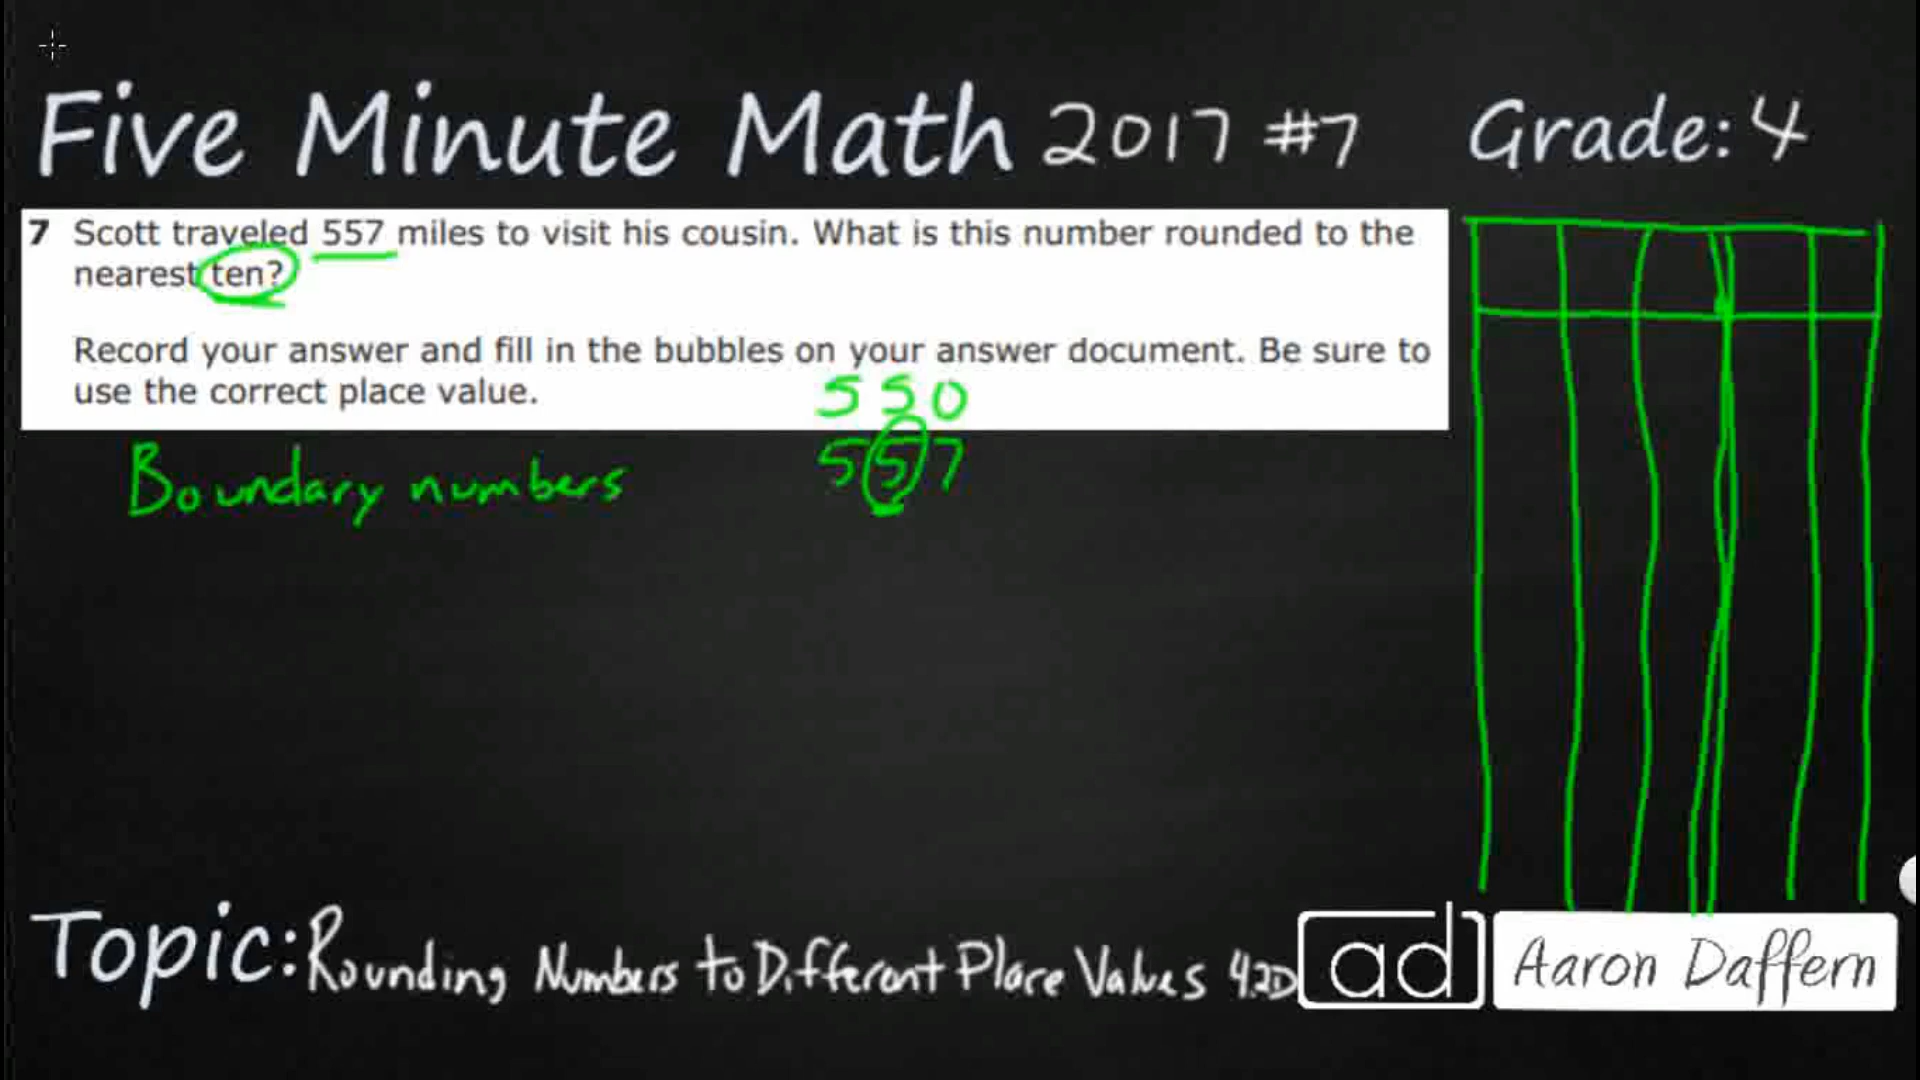 Five Minute Math 2017 #7 Grade: 4
7 Scott traveled 557 miles to visit his cousin. What is this number rounded to the
nearest ten?
Record your answer and fill in the bubbles on your answer document. Be sure to
use the correct place value.
550
Boundary numbers 557
Topic: Rounding Numbers to Different Place Values 4.2D ad Aaron Daffern